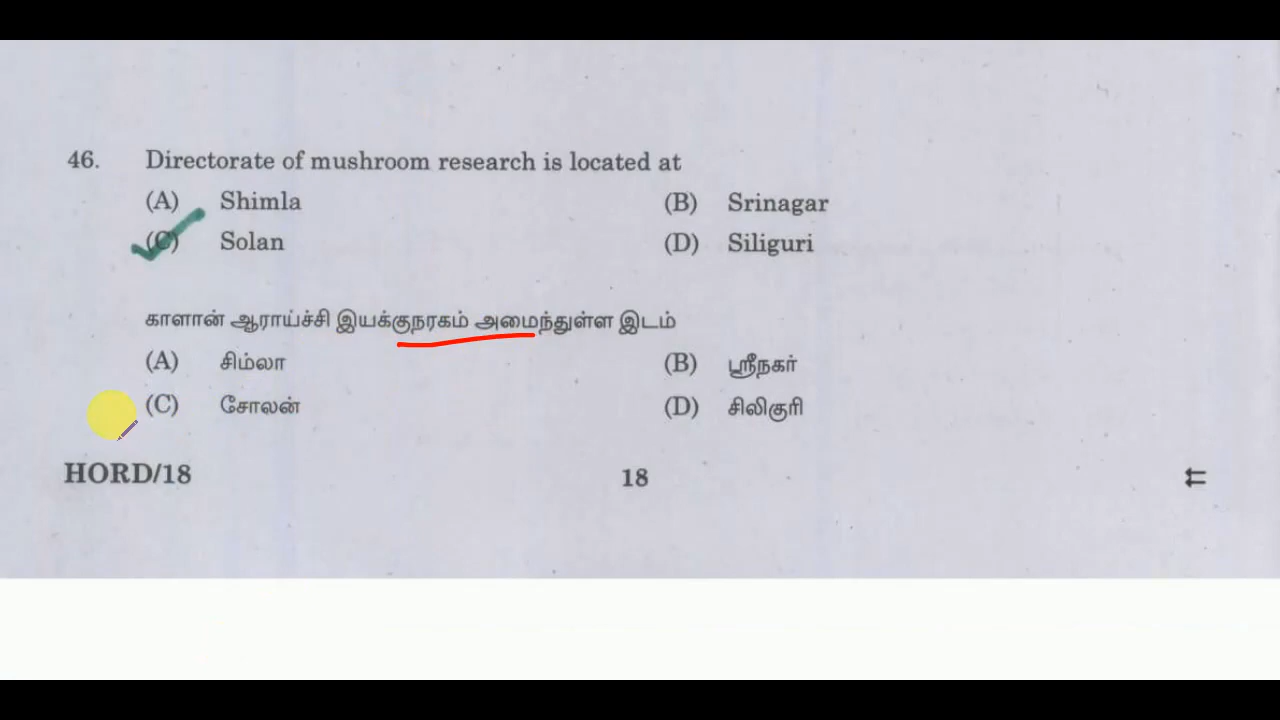 46. Directorate of mushroom research is located at
(A) Shimla (B) Srinagar
(C) Solan (D) Siliguri
காளான் ஆராய்ச்சி இயக்குநரகம் அமைந்துள்ள இடம்
(A) சிம்லா (B) ஸ்ரீநகர்
(C) சோலன் (D) சிலிகுரி
HORD/18 18